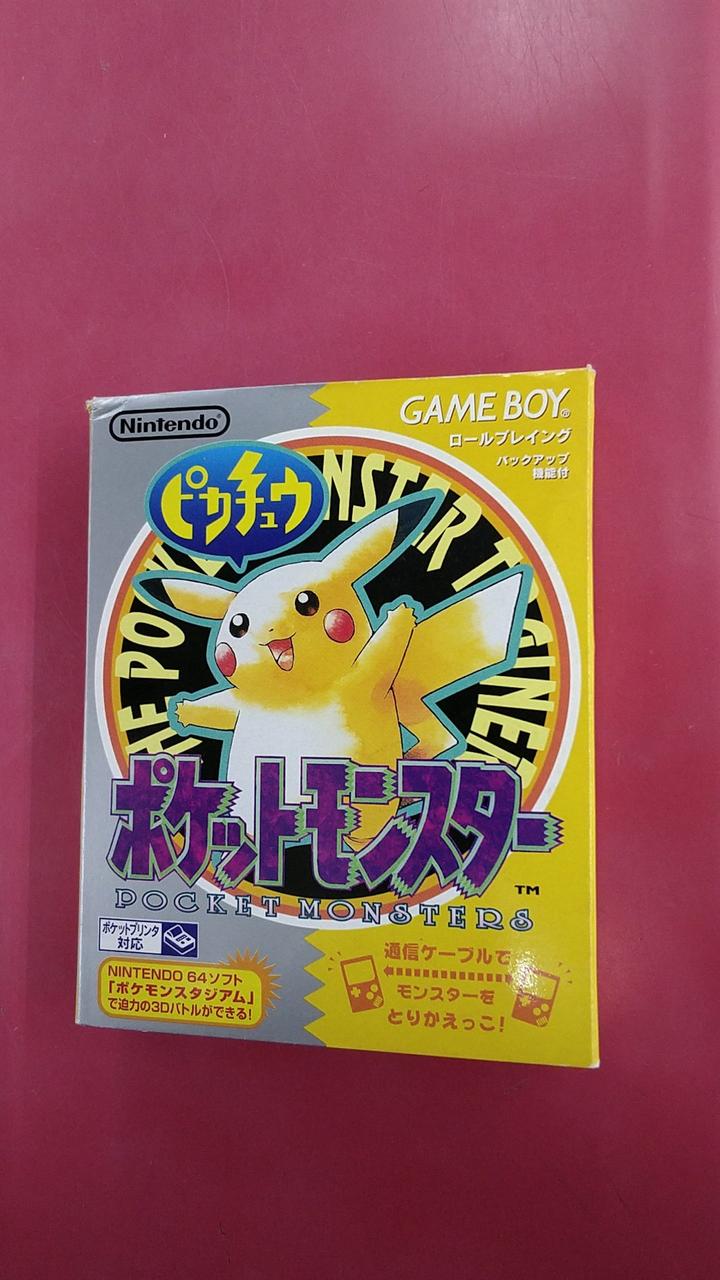 Nintendo®
GAME BOY®
ロールプレイング
バックアップ
機能付
ピカチュウ
ポケットモンスター
TM
POCKET MONSTERS
ポケットプリンタ
対応
NINTENDO 64ソフト
「ポケモンスタジアム」
で迫力の3Dバトルができる!
通信ケーブルで
モンスターを
とりかえっこ!